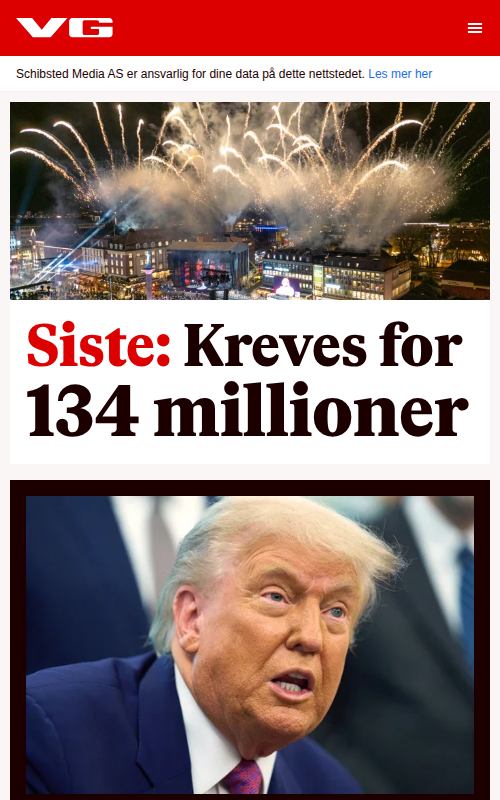 VG
Schibsted Media AS er ansvarlig for dine data på dette nettstedet. Les mer her
Siste: Kreves for
134 millioner